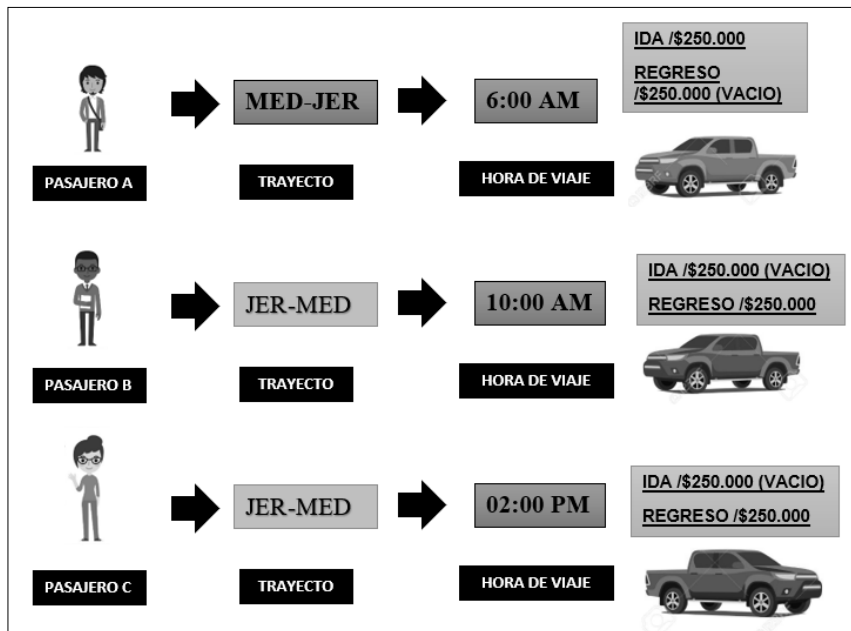 IDA /$250.000
REGRESO
/$250.000 (VACIO)
MED-JER
6:00 AM
PASAJERO A
TRAYECTO
HORA DE VIAJE
IDA /$250.000 (VACIO)
REGRESO /$250.000
JER-MED
10:00 AM
PASAJERO B
TRAYECTO
HORA DE VIAJE
IDA /$250.000 (VACIO)
REGRESO /$250.000
JER-MED
02:00 PM
PASAJERO C
TRAYECTO
HORA DE VIAJE